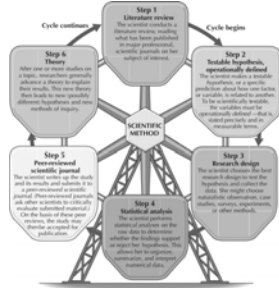 Cycle continues
Step 1
Literature review
The scientist conducts a
literature review, reading
what has been published
in major professional,
scientific journals on her
subject of interest.
Cycle begins
Step 6
Theory
After one or more studies
on a topic, researchers generally
advance a theory to explain
their results. This new theory
then leads to new (possibly
different) hypotheses and new
methods of inquiry.
Step 2
Testable hypothesis,
operationally defined
The scientist makes a testable
hypothesis, or a
specific prediction about how one factor
or variable, is related to another.
To be scientifically testable,
the variables must be
operationally defined—that is
stated precisely and in
measurable terms.
SCIENTIFIC
METHOD
Step 5
Peer-reviewed
scientific journal
The scientist writes up the study
and its results and submits it to
a peer-reviewed scientific
journal. (Peer-reviewed journals
ask other scientists to critically
evaluate submitted material.)
On the basis of these peer
reviews, the study may
then be accepted for
publication.
Step 3
Research design
The scientist chooses the best
research design to test the
hypothesis and collect the
data. She might choose
naturalistic observation, case
studies, surveys, experiments,
or other methods.
Step 4
Statistical analysis
The scientist performs
statistical analyses on the
raw data to determine
whether the findings support
or reject her hypothesis. This
allows her to organize,
summarize, and interpret
numerical data.